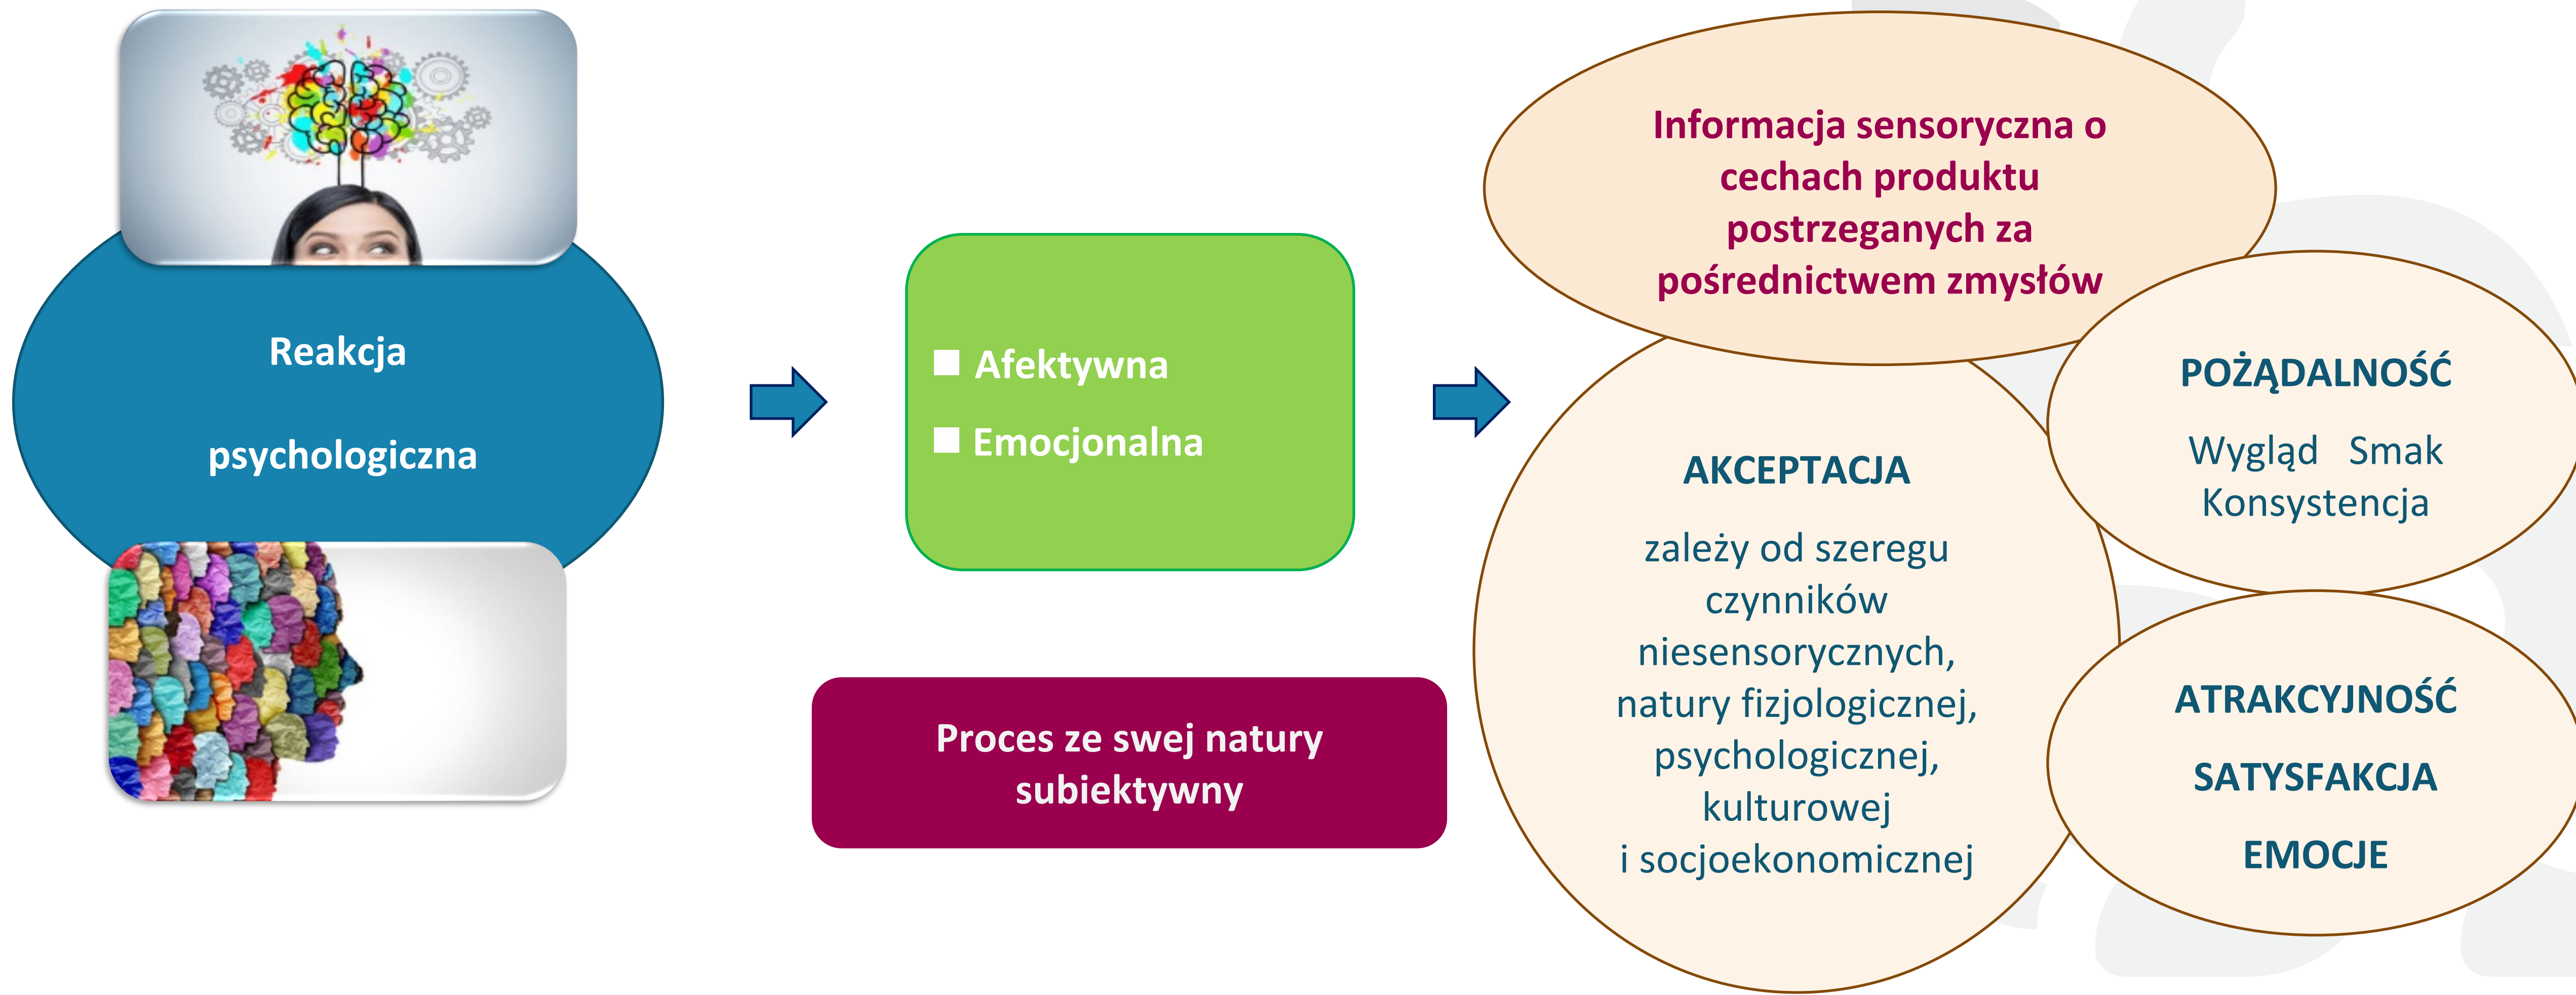 Reakcja
psychologiczna
Afektywna
Emocjonalna
Proces ze swej natury
subiektywny
Informacja sensoryczna o
cechach produktu
postrzeganych za
pośrednictwem zmysłów
AKCEPTACJA
zależy od szeregu
czynników
niesensorycznych,
natury fizjologicznej,
psychologicznej,
kulturowej
i socjoekonomicznej
POŻĄDALNOŚĆ
Wygląd Smak
Konsystencja
ATRAKCYJNOŚĆ
SATYSFAKCJA
EMOCJE